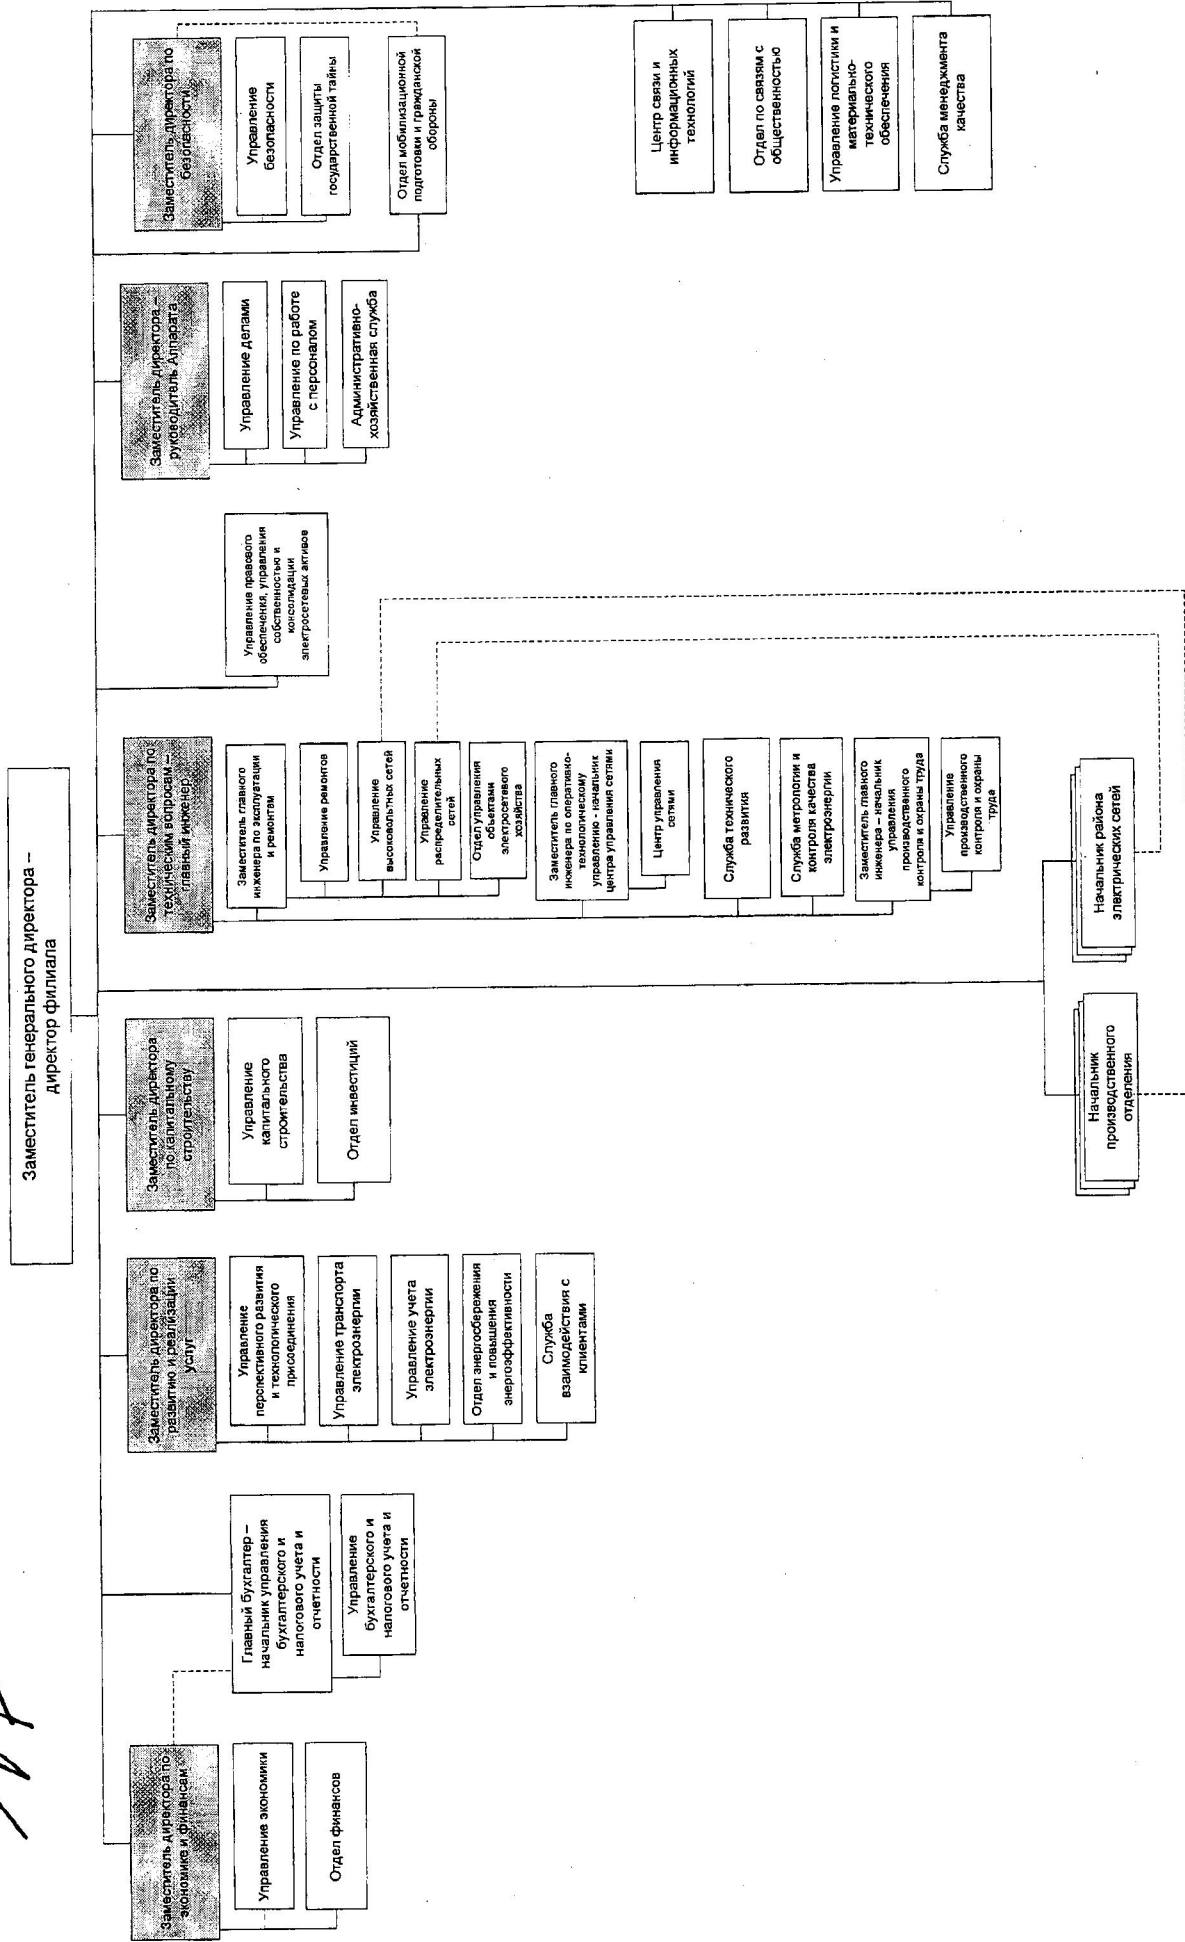 Заместитель генерального директора –
директор филиала
Заместитель директора по
экономике и финансам
Управление экономики
Отдел финансов
Главный бухгалтер –
начальник управления
бухгалтерского и
налогового учета и
отчетности
Управление
бухгалтерского и
налогового учета и
отчетности
Заместитель директора по
развитию и реализации
услуг
Управление
перспективного развития
и технологического
присоединения
Управление транспорта
электроэнергии
Управление учета
электроэнергии
Отдел энергосбережения
и повышения
энергоэффективности
Служба
взаимодействия с
клиентами
Заместитель директора
по капитальному
строительству
Управление
капитального
строительства
Отдел инвестиций
Заместитель директора по
техническим вопросам –
главный инженер
Заместитель главного
инженера по эксплуатации
и ремонтам
Управление ремонтов
Управление
высоковольтных сетей
Управление
распределительных
сетей
Отдел управления
объектами
электросетевого
хозяйства
Заместитель главного
инженера по оперативно-
технологическому
управлению - начальник
центра управления сетями
Центр управления
сетями
Служба технического
развития
Служба метрологии и
контроля качества
электроэнергии
Заместитель главного
инженера – начальник
управления
производственного
контроля и охраны труда
Управление
производственного
контроля и охраны
труда
Управление правового
обеспечения, управления
собственностью и
консолидации
электросетевых активов
Заместитель директора –
руководитель Аппарата
Управление делами
Управление по работе
с персоналом
Административно-
хозяйственная служба
Заместитель директора по
безопасности
Управление
безопасности
Отдел защиты
государственной тайны
Отдел мобилизационной
подготовки и гражданской
обороны
Центр связи и
информационных
технологий
Отдел по связям с
общественностью
Управление логистики и
материально-
технического
обеспечения
Служба менеджмента
качества
Начальник
производственного
отделения
Начальник района
электрических сетей